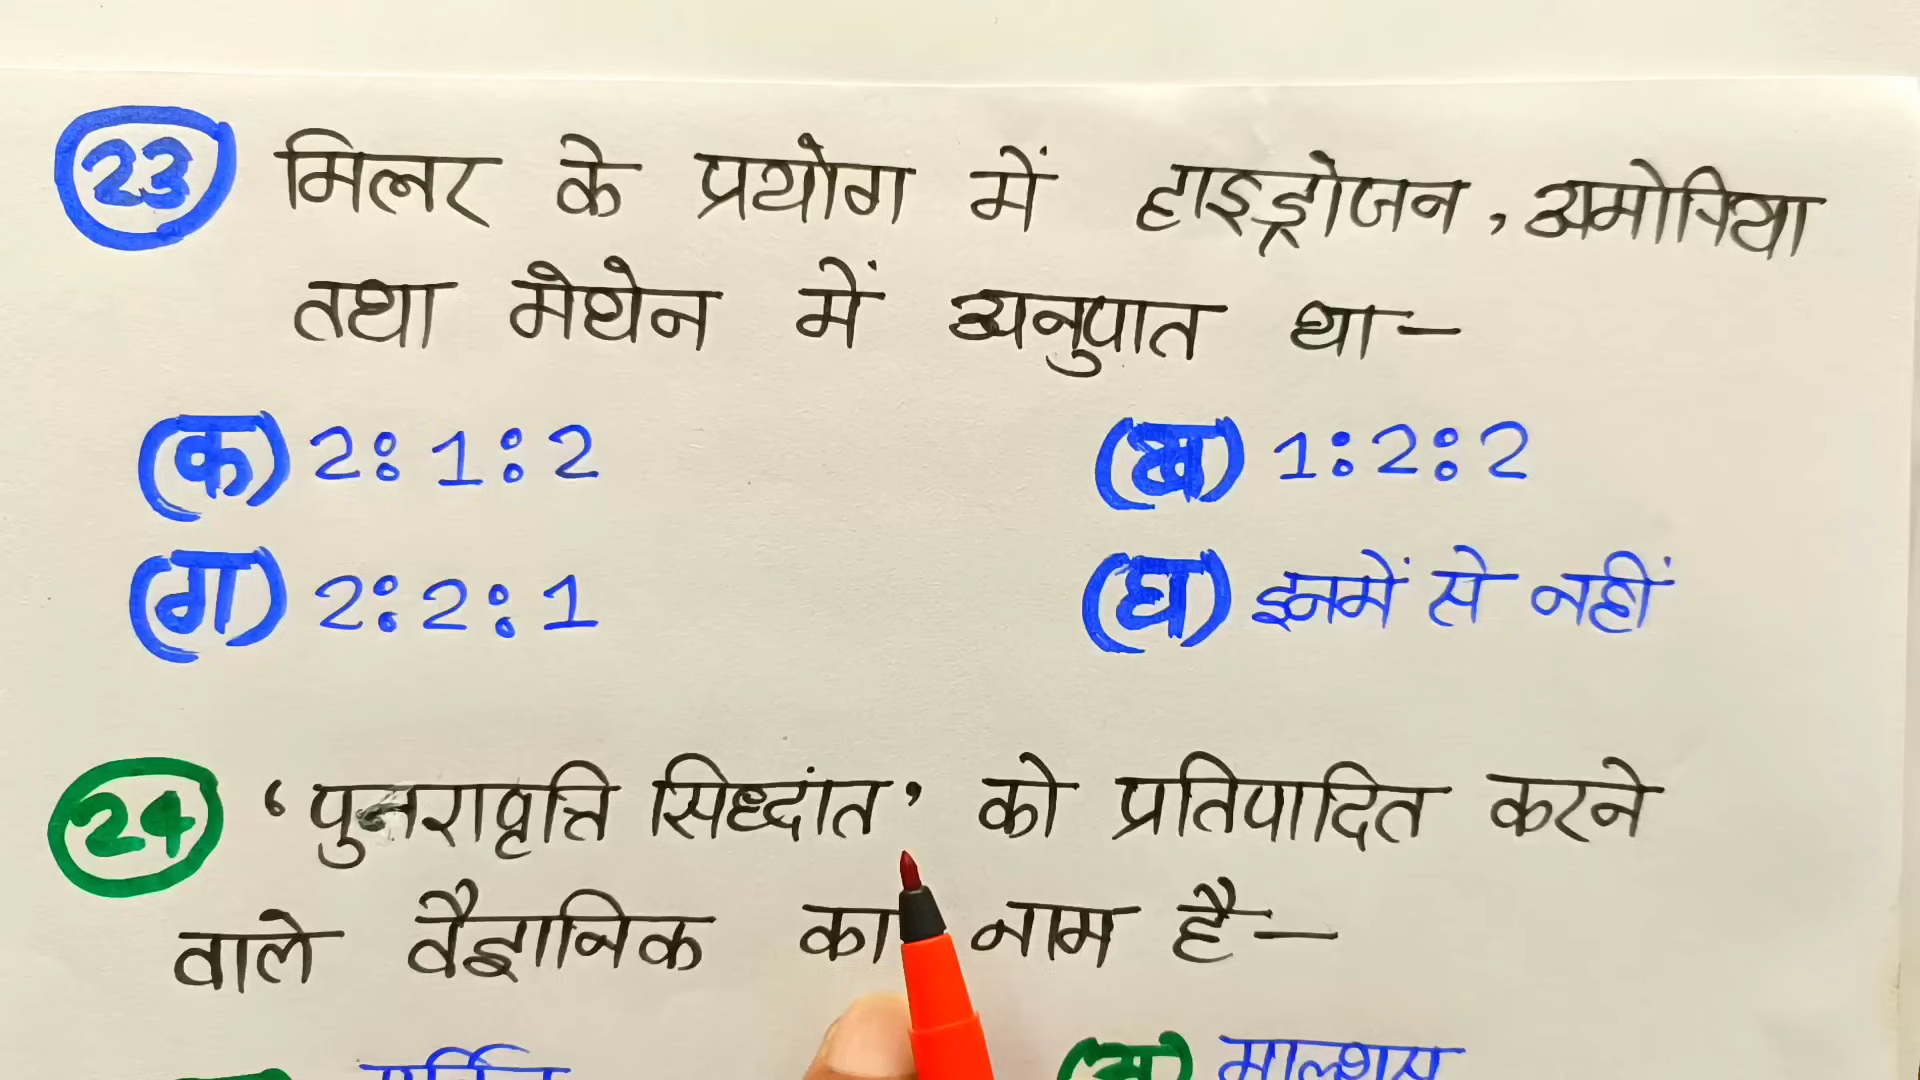 23 मिलर के प्रयोग में हाइड्रोजन, अमोनिया
तथा मेथेन में अनुपात था-
(क) 2:1:2 (ख) 1:2:2
(ग) 2:2:1 (घ) इनमें से नहीं
24 'पुनरावृत्ति सिध्दांत' को प्रतिपादित करने
वाले वैज्ञानिक का नाम है-
माल्थस